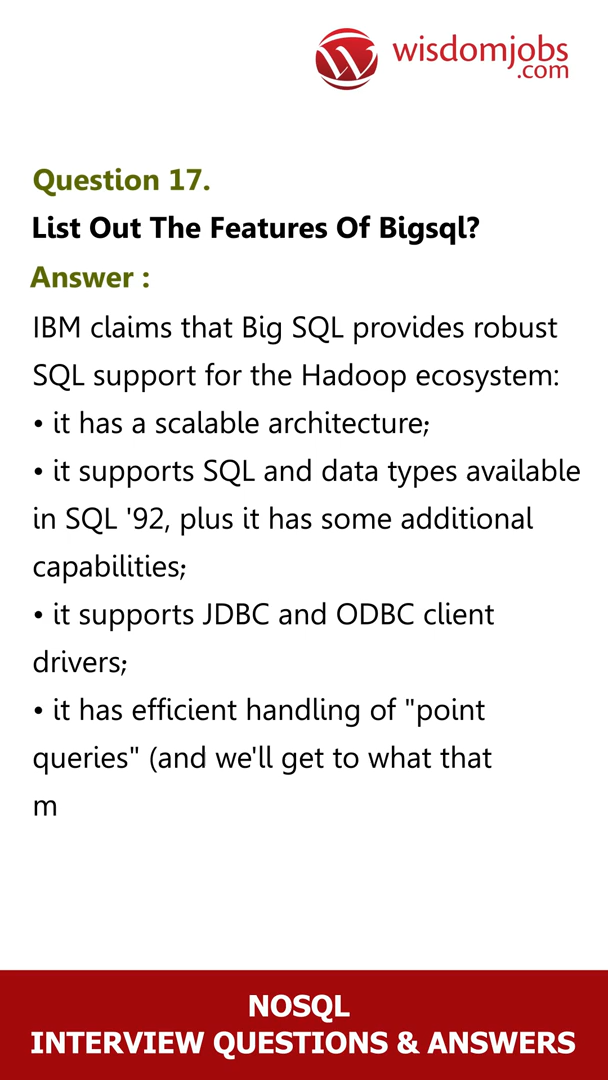 wisdomjobs
.com
Question 17.
List Out The Features Of Bigsql?
Answer :
IBM claims that Big SQL provides robust
SQL support for the Hadoop ecosystem:
• it has a scalable architecture;
• it supports SQL and data types available
in SQL '92, plus it has some additional
capabilities;
• it supports JDBC and ODBC client
drivers;
• it has efficient handling of "point
queries" (and we'll get to what that
m
NOSQL
INTERVIEW QUESTIONS & ANSWERS